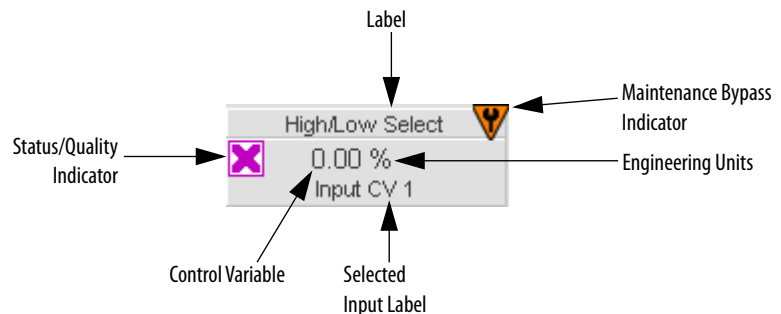 Label
Maintenance Bypass
Indicator
High/Low Select
Status/Quality
Indicator
0.00 %
Engineering Units
Input CV 1
Control Variable
Selected
Input Label